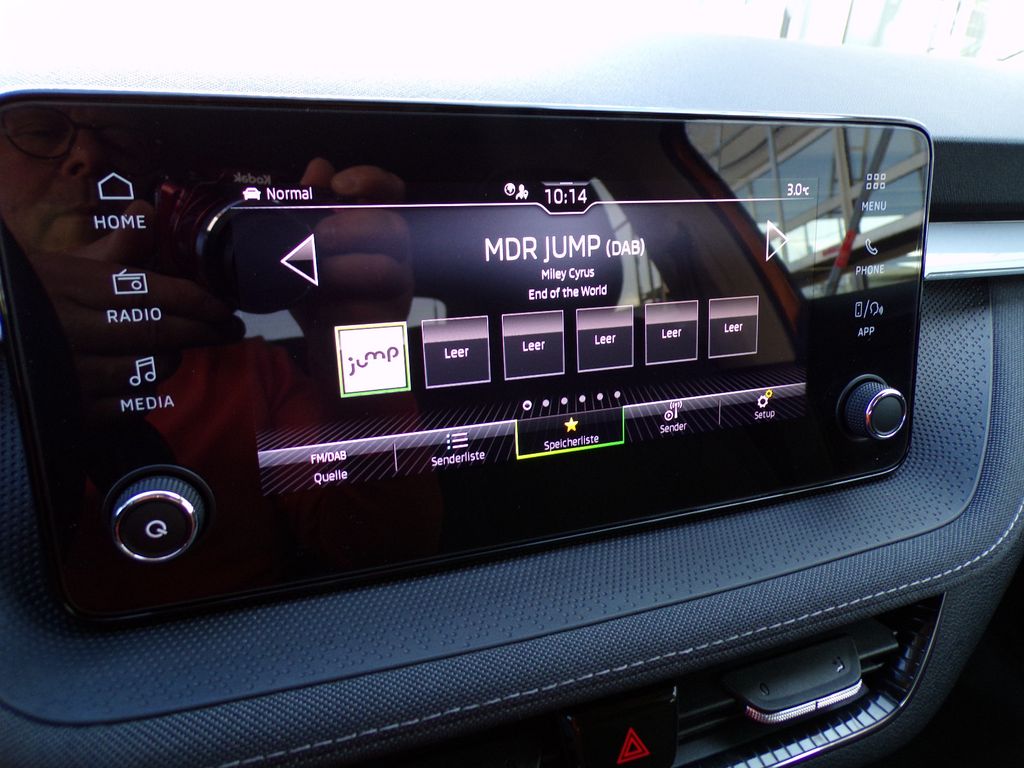 Kodak
Normal
10:14
3.0°C
HOME
RADIO
MEDIA
MENU
PHONE
APP
MDR JUMP (DAB)
Miley Cyrus
End of the World
jump
Leer
Leer
Leer
Leer
Leer
FM/DAB
Quelle
Senderliste
Speicherliste
Sender
Setup